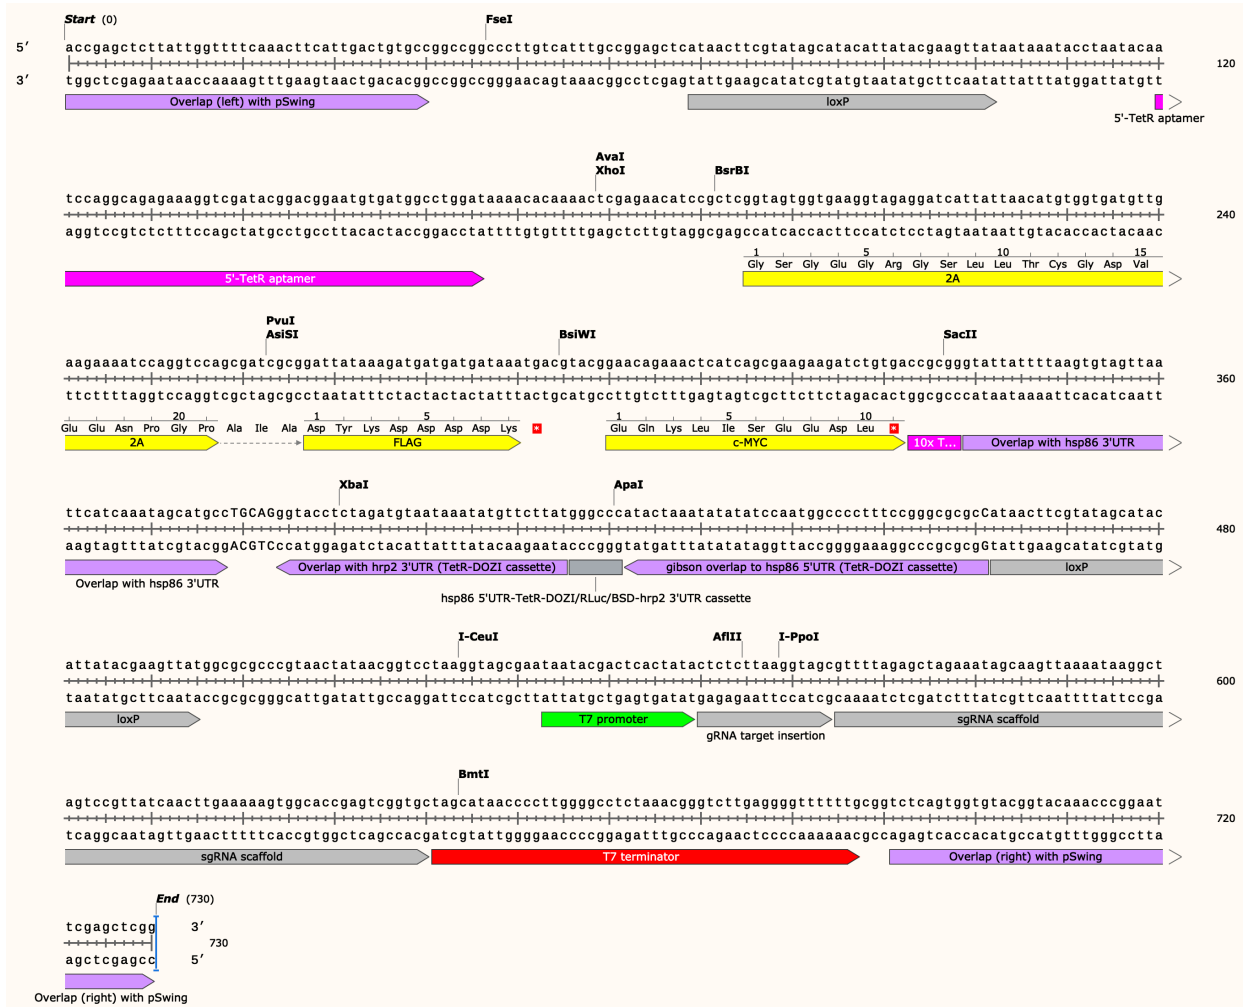 Start (0) FseI
5′ accgagctcttattggttttcaaacttcattgactgtgccggccggcccttgtcatttgccggagctcataacttcgtatagcatacattatacgaagttataataaatacctaatacaa
120
3′ tggctcgagaataaccaaaagtttgaagtaactgacacggccggccgggaacagtaaacggcctcgagtattgaagcatatcgtatgtaatatgcttcaatattatttatggattatgtt
Overlap (left) with pSwing loxP
5'-TetR aptamer
AvaI
XhoI BsrBI
tccaggcagagaaaggtcgatacggacggaatgtgatggcctggataaaacacaaaactcgagaacatccgctcggtagtggtgaaggtagaggatcattattaacatgtggtgatgttg
240
aggtccgtctctttccagctatgcctgccttacactaccggacctattttgtgttttgagctcttgtaggcgagccatcaccacttccatctcctagtaataattgtacaccactacaac
1 5 10 15
Gly Ser Gly Glu Gly Arg Gly Ser Leu Leu Thr Cys Gly Asp Val
5'-TetR aptamer 2A
PvuI
AsiSI BsiWI SacII
aagaaaatccaggtccagcgatcgcggattataaagatgatgatgataaatgacgtacggaacagaaactcatcagcgaagaagatctgtgaccgcgggtattattttaagtgtagttaa
360
ttcttttaggtccaggtcgctagcgcctaatatttctactactactatttactgcatgccttgtctttgagtagtcgcttcttctagacactggcgcccataataaaattcacatcaatt
20 1 5 1 5 10
Glu Glu Asn Pro Gly Pro Ala Ile Ala Asp Tyr Lys Asp Asp Asp Asp Lys * Glu Gln Lys Leu Ile Ser Glu Glu Asp Leu *
2A FLAG c-MYC 10x T... Overlap with hsp86 3'UTR
XbaI ApaI
ttcatcaaatagcatgccTGCAGggtacctctagatgtaataaatatgttcttatgggcccatactaaatatatatccaatggcccctttccgggcgcgccCataacttcgtatagcatac
480
aagtagtttatcgtacggACGTCccatggagatctacattatttatacaagaatacccgggtatgatttatatataggttaccggggaaaggcccgcgcgGtattgaagcatatcgtatg
Overlap with hrp2 3'UTR (TetR-DOZI cassette) gibson overlap to hsp86 5'UTR (TetR-DOZI cassette) loxP
Overlap with hsp86 3'UTR
hsp86 5'UTR-TetR-DOZI/RLuc/BSD-hrp2 3'UTR cassette
I-CeuI AflII I-PpoI
attatacgaagttatggcgcgcccgtaactataacggtcctaaggtagcgaataatacgactcactatactctcttaaggtagcgttttagagctagaaatagcaagttaaaataaggct
600
taatatgcttcaataccgcgcgggcattgatattgccaggattccatcgcttattatgctgagtgatatgagagaattccatcgcaaaatctcgatctttatcgttcaattttattccga
loxP T7 promoter sgRNA scaffold
gRNA target insertion
BmtI
agtccgttatcaacttgaaaaagtggcaccgagtcggtgctagcataaccccttggggcctctaaacgggtcttgaggggttttttgcggtctcagtggtgtacggtacaaacccggaat
720
tcaggcaatagttgaactttttcaccgtggctcagccacgatcgtattggggaaccccggagatttgcccagaactccccaaaaaacgccagagtcaccacatgccatgtttgggcctta
sgRNA scaffold T7 terminator Overlap (right) with pSwing
End (730)
tcgagctcgg 3′
730
agctcgagcc 5′
Overlap (right) with pSwing